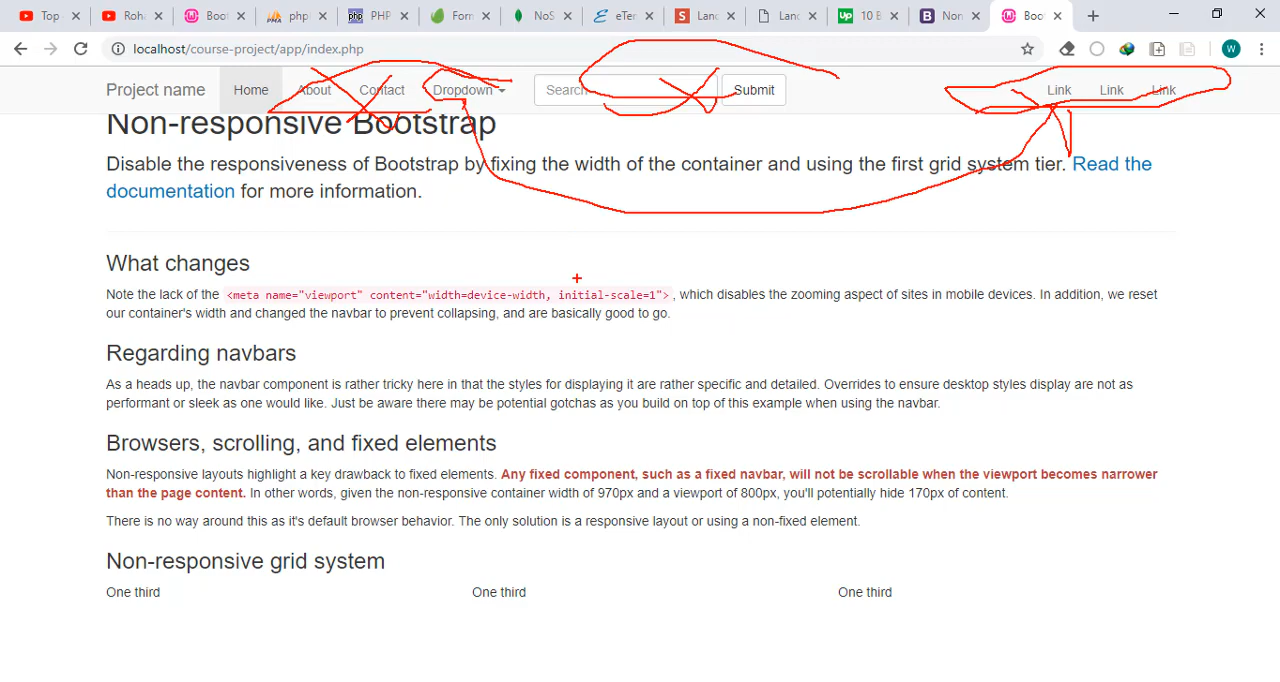 Top
Roha
Boot
php
PHP
Form
NoS
eTer
Land
Land
10 B
Non
Boo
localhost/course-project/app/index.php
W
Project name Home About Contact Dropdown Search Submit Link Link Link
Non-responsive Bootstrap
Disable the responsiveness of Bootstrap by fixing the width of the container and using the first grid system tier. Read the
documentation for more information.
What changes
Note the lack of the <meta name="viewport" content="width=device-width, initial-scale=1"> , which disables the zooming aspect of sites in mobile devices. In addition, we reset
our container's width and changed the navbar to prevent collapsing, and are basically good to go.
Regarding navbars
As a heads up, the navbar component is rather tricky here in that the styles for displaying it are rather specific and detailed. Overrides to ensure desktop styles display are not as
performant or sleek as one would like. Just be aware there may be potential gotchas as you build on top of this example when using the navbar.
Browsers, scrolling, and fixed elements
Non-responsive layouts highlight a key drawback to fixed elements. Any fixed component, such as a fixed navbar, will not be scrollable when the viewport becomes narrower
than the page content. In other words, given the non-responsive container width of 970px and a viewport of 800px, you'll potentially hide 170px of content.
There is no way around this as it's default browser behavior. The only solution is a responsive layout or using a non-fixed element.
Non-responsive grid system
One third One third One third